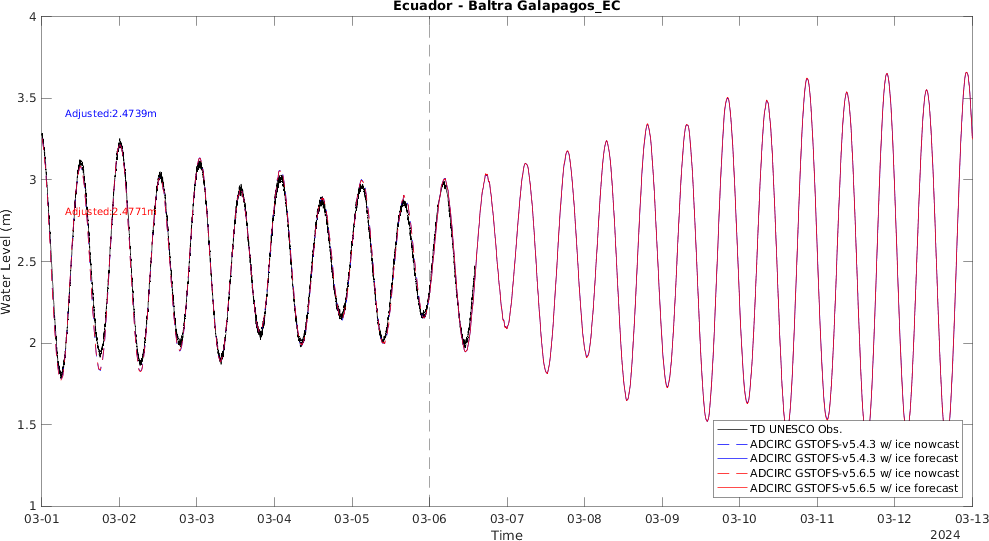 Ecuador - Baltra Galapagos_EC
4
3.5
3
2.5
2
1.5
1
Water Level (m)
Adjusted:2.4739m
Adjusted:2.4771m
TD UNESCO Obs.
ADCIRC GSTOFS-v5.4.3 w/ ice nowcast
ADCIRC GSTOFS-v5.4.3 w/ ice forecast
ADCIRC GSTOFS-v5.6.5 w/ ice nowcast
ADCIRC GSTOFS-v5.6.5 w/ ice forecast
03-01 03-02 03-03 03-04 03-05 03-06 03-07 03-08 03-09 03-10 03-11 03-12 03-13
Time
2024